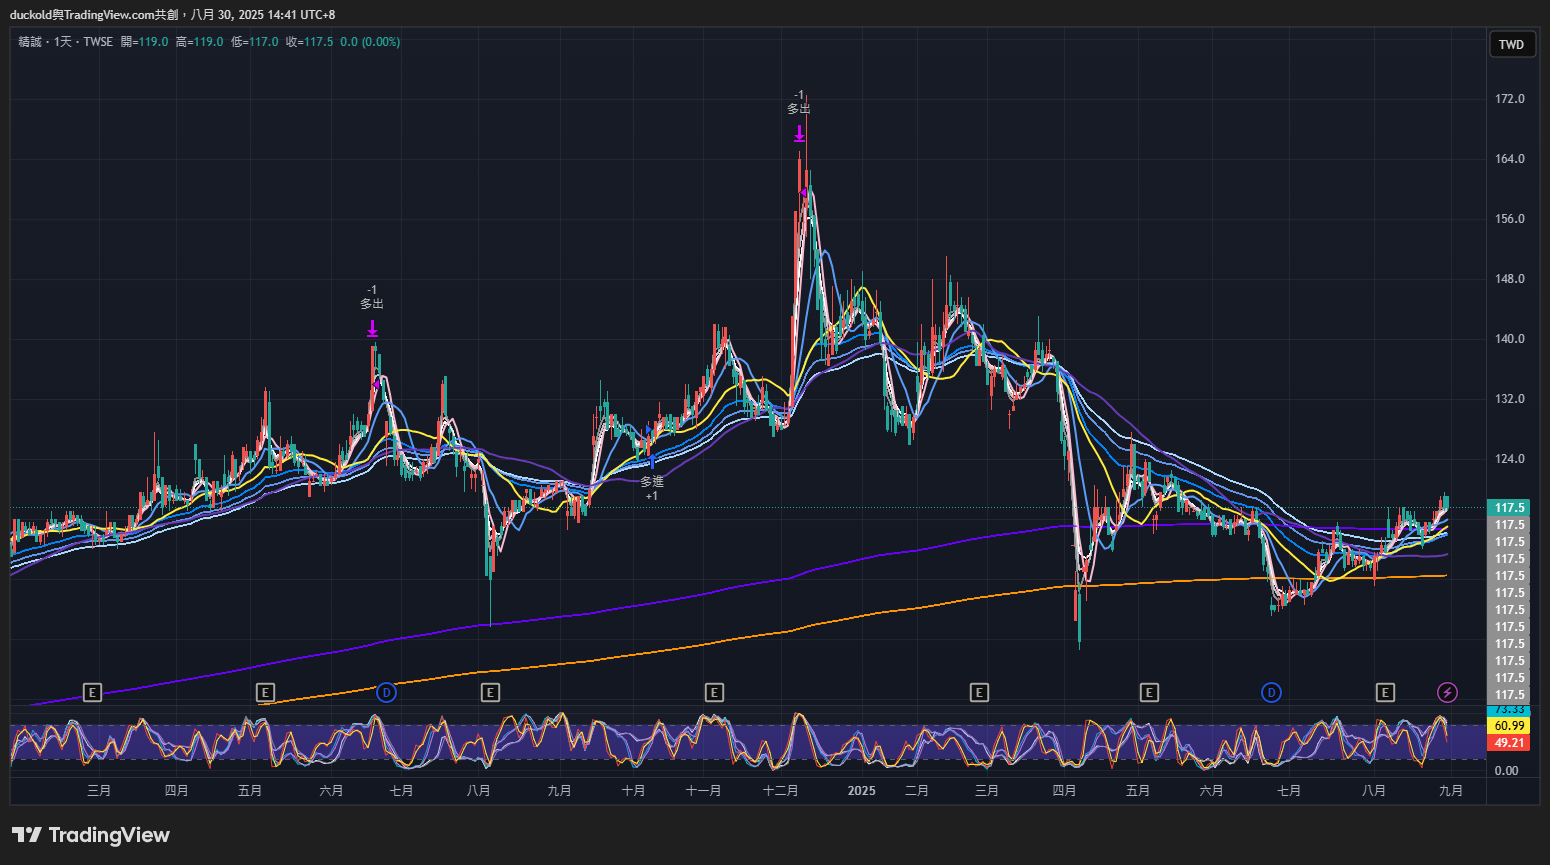 duckold與TradingView.com共創，八月 30, 2025 14:41 UTC+8
精誠 · 1天 · TWSE 開=119.0 高=119.0 低=117.0 收=117.5 0.0 (0.00%)
TWD
172.0
164.0
156.0
148.0
140.0
132.0
124.0
-1
多出
-1
多出
多進
+1
117.5
117.5
117.5
117.5
117.5
117.5
117.5
117.5
117.5
117.5
117.5
117.5
73.33
60.99
49.21
0.00
E
E
D
E
E
E
E
D
E
三月 四月 五月 六月 七月 八月 九月 十月 十一月 十二月 2025 二月 三月 四月 五月 六月 七月 八月 九月
TradingView